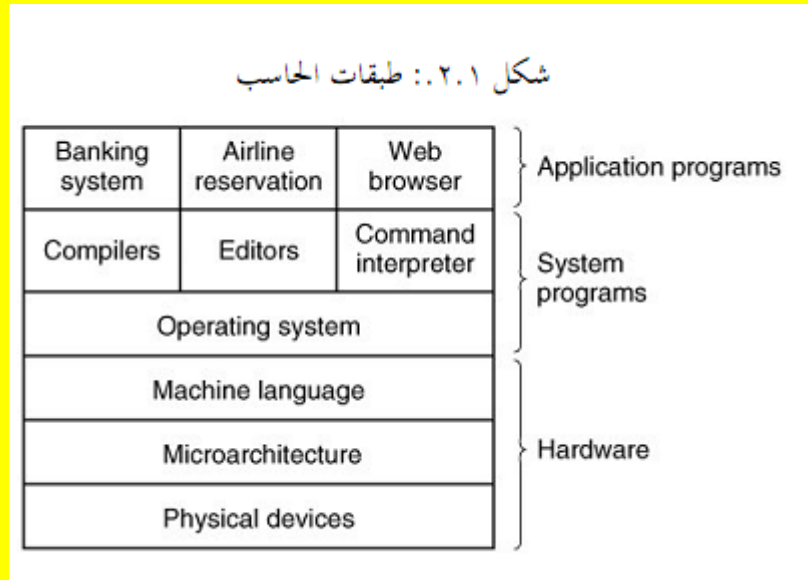 شكل ٢.١.: طبقات الحاسب
Banking system
Airline reservation
Web browser
Application programs
Compilers
Editors
Command interpreter
System programs
Operating system
Machine language
Microarchitecture
Hardware
Physical devices